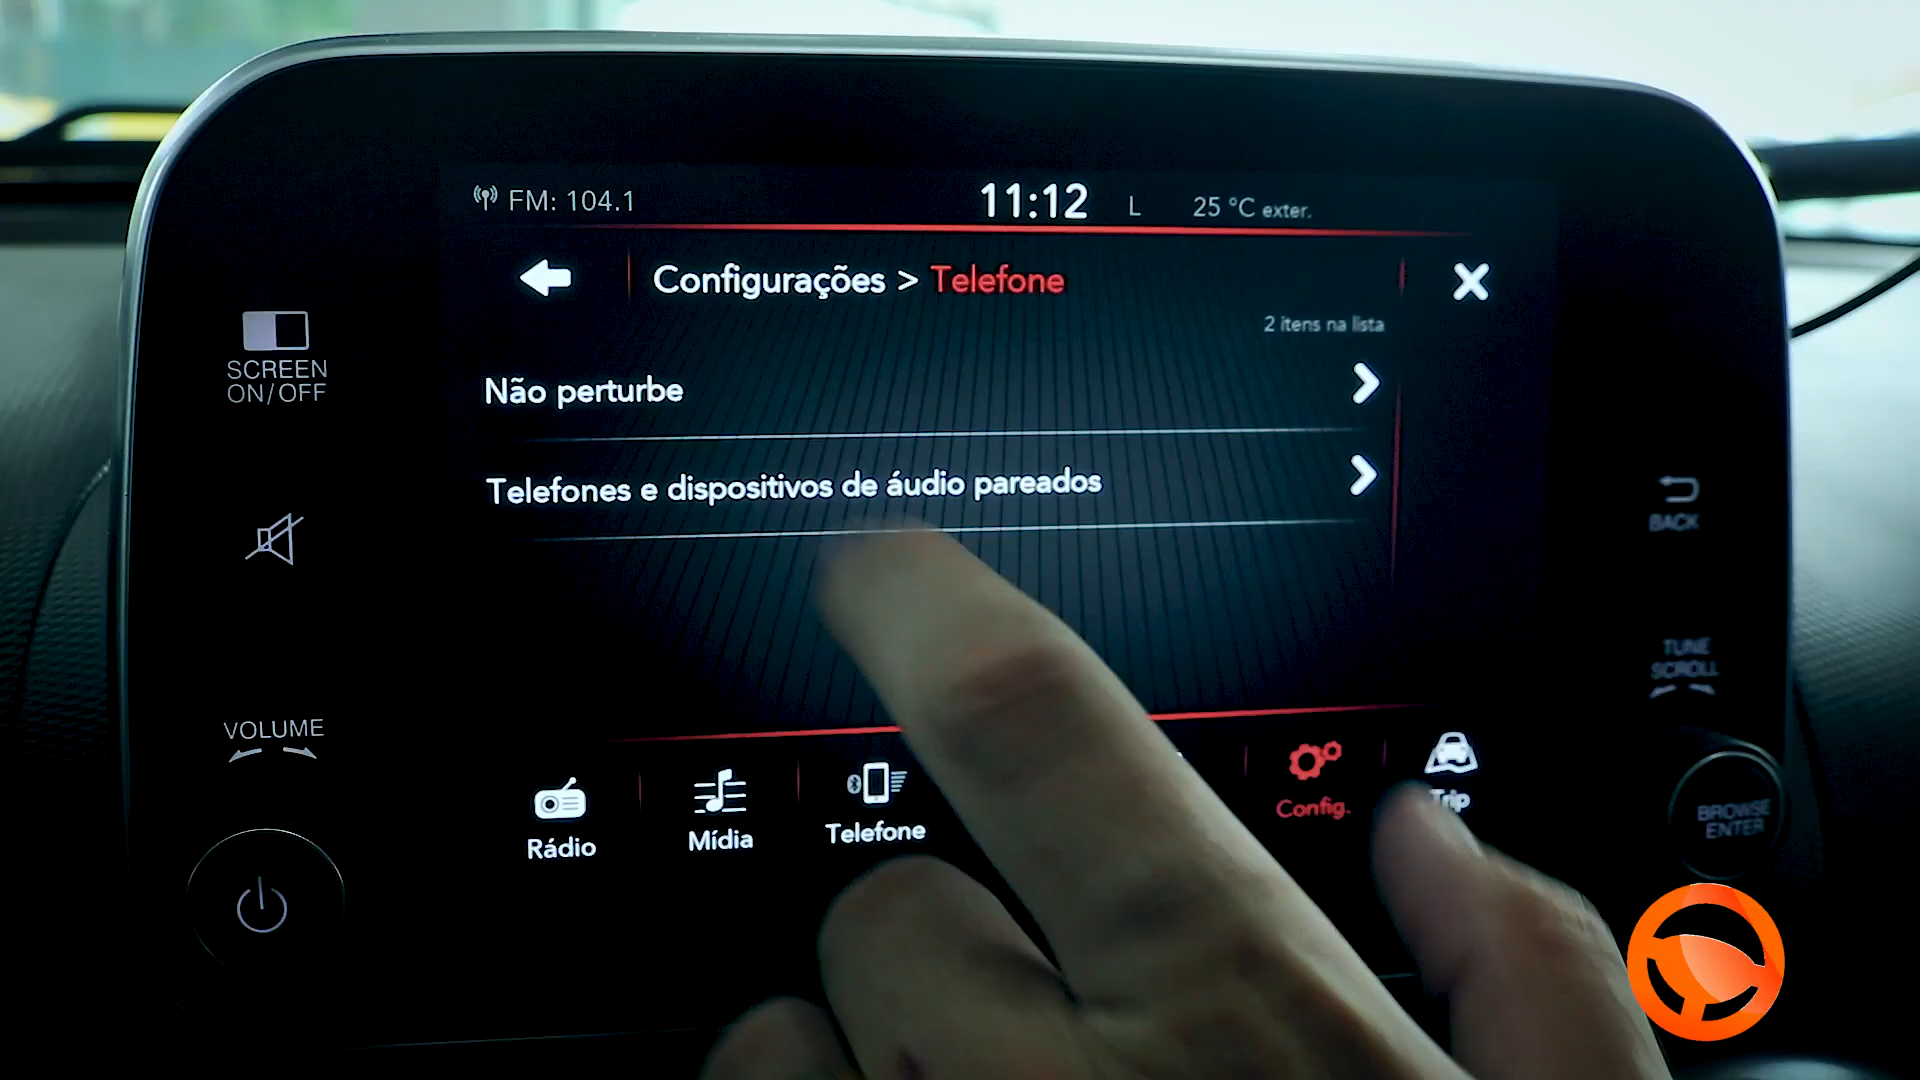 FM: 104.1
11:12
L
25 °C exter.
Configurações > Telefone
2 itens na lista
Não perturbe
Telefones e dispositivos de áudio pareados
Rádio
Mídia
Telefone
Config.
Trip
SCREEN
ON/OFF
VOLUME
BACK
TUNE
SCROLL
BROWSE
ENTER